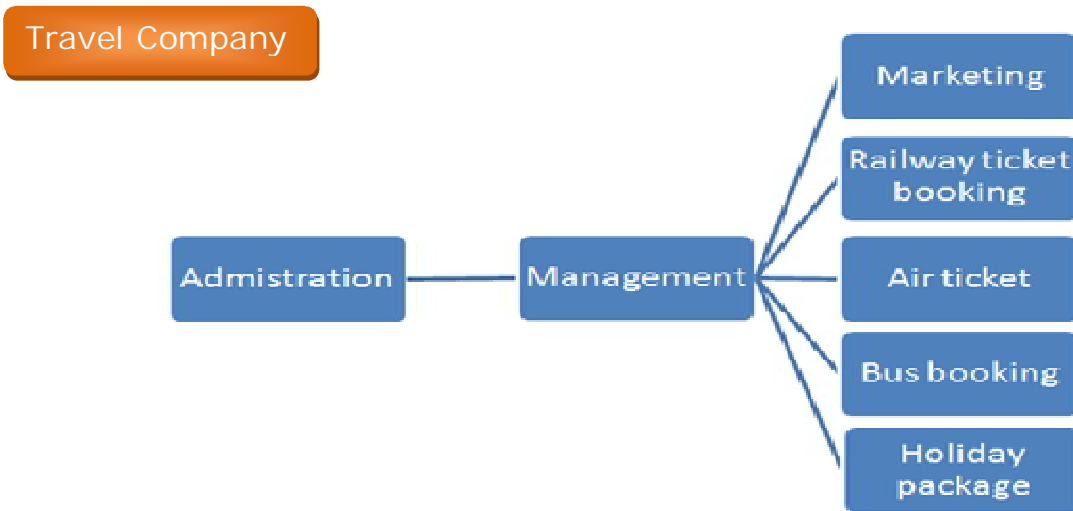 Travel Company
Marketing
Railway ticket
booking
Admistration
Management
Air ticket
Bus booking
Holiday
package